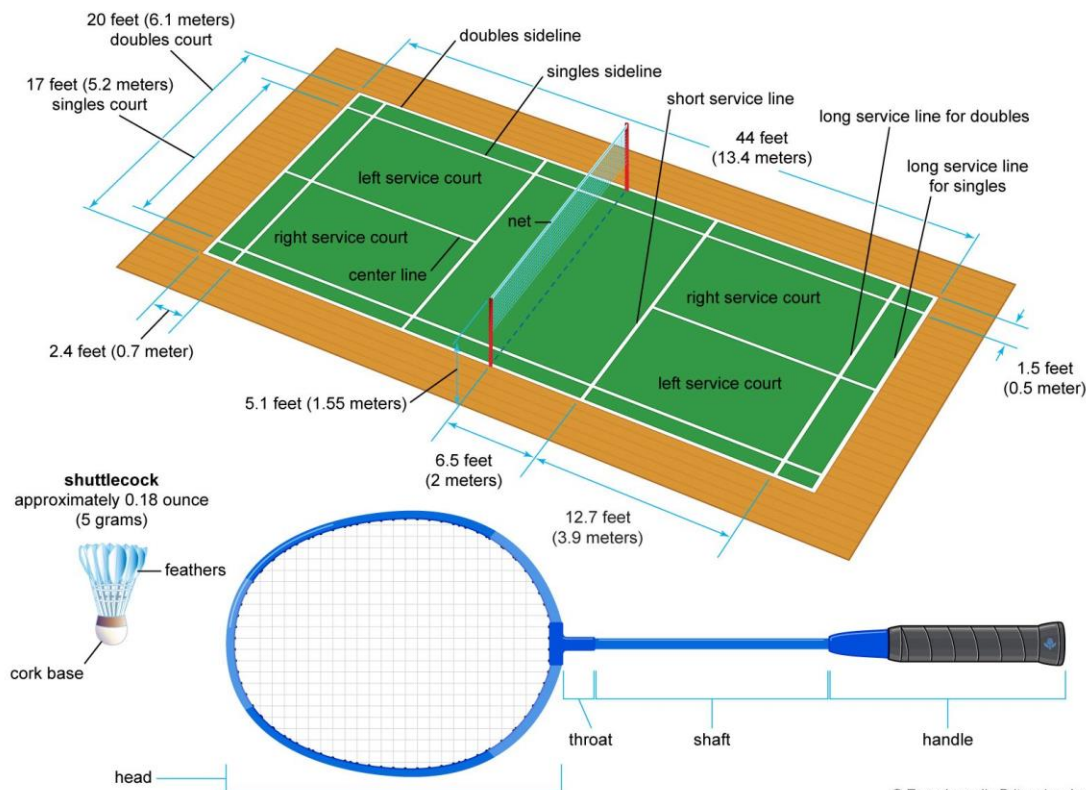 20 feet (6.1 meters)
doubles court
17 feet (5.2 meters)
singles court
doubles sideline
singles sideline
short service line
44 feet
(13.4 meters)
long service line for doubles
long service line
for singles
left service court
right service court
net
center line
right service court
left service court
2.4 feet (0.7 meter)
5.1 feet (1.55 meters)
1.5 feet
(0.5 meter)
6.5 feet
(2 meters)
12.7 feet
(3.9 meters)
shuttlecock
approximately 0.18 ounce
(5 grams)
feathers
cork base
throat
shaft
handle
head